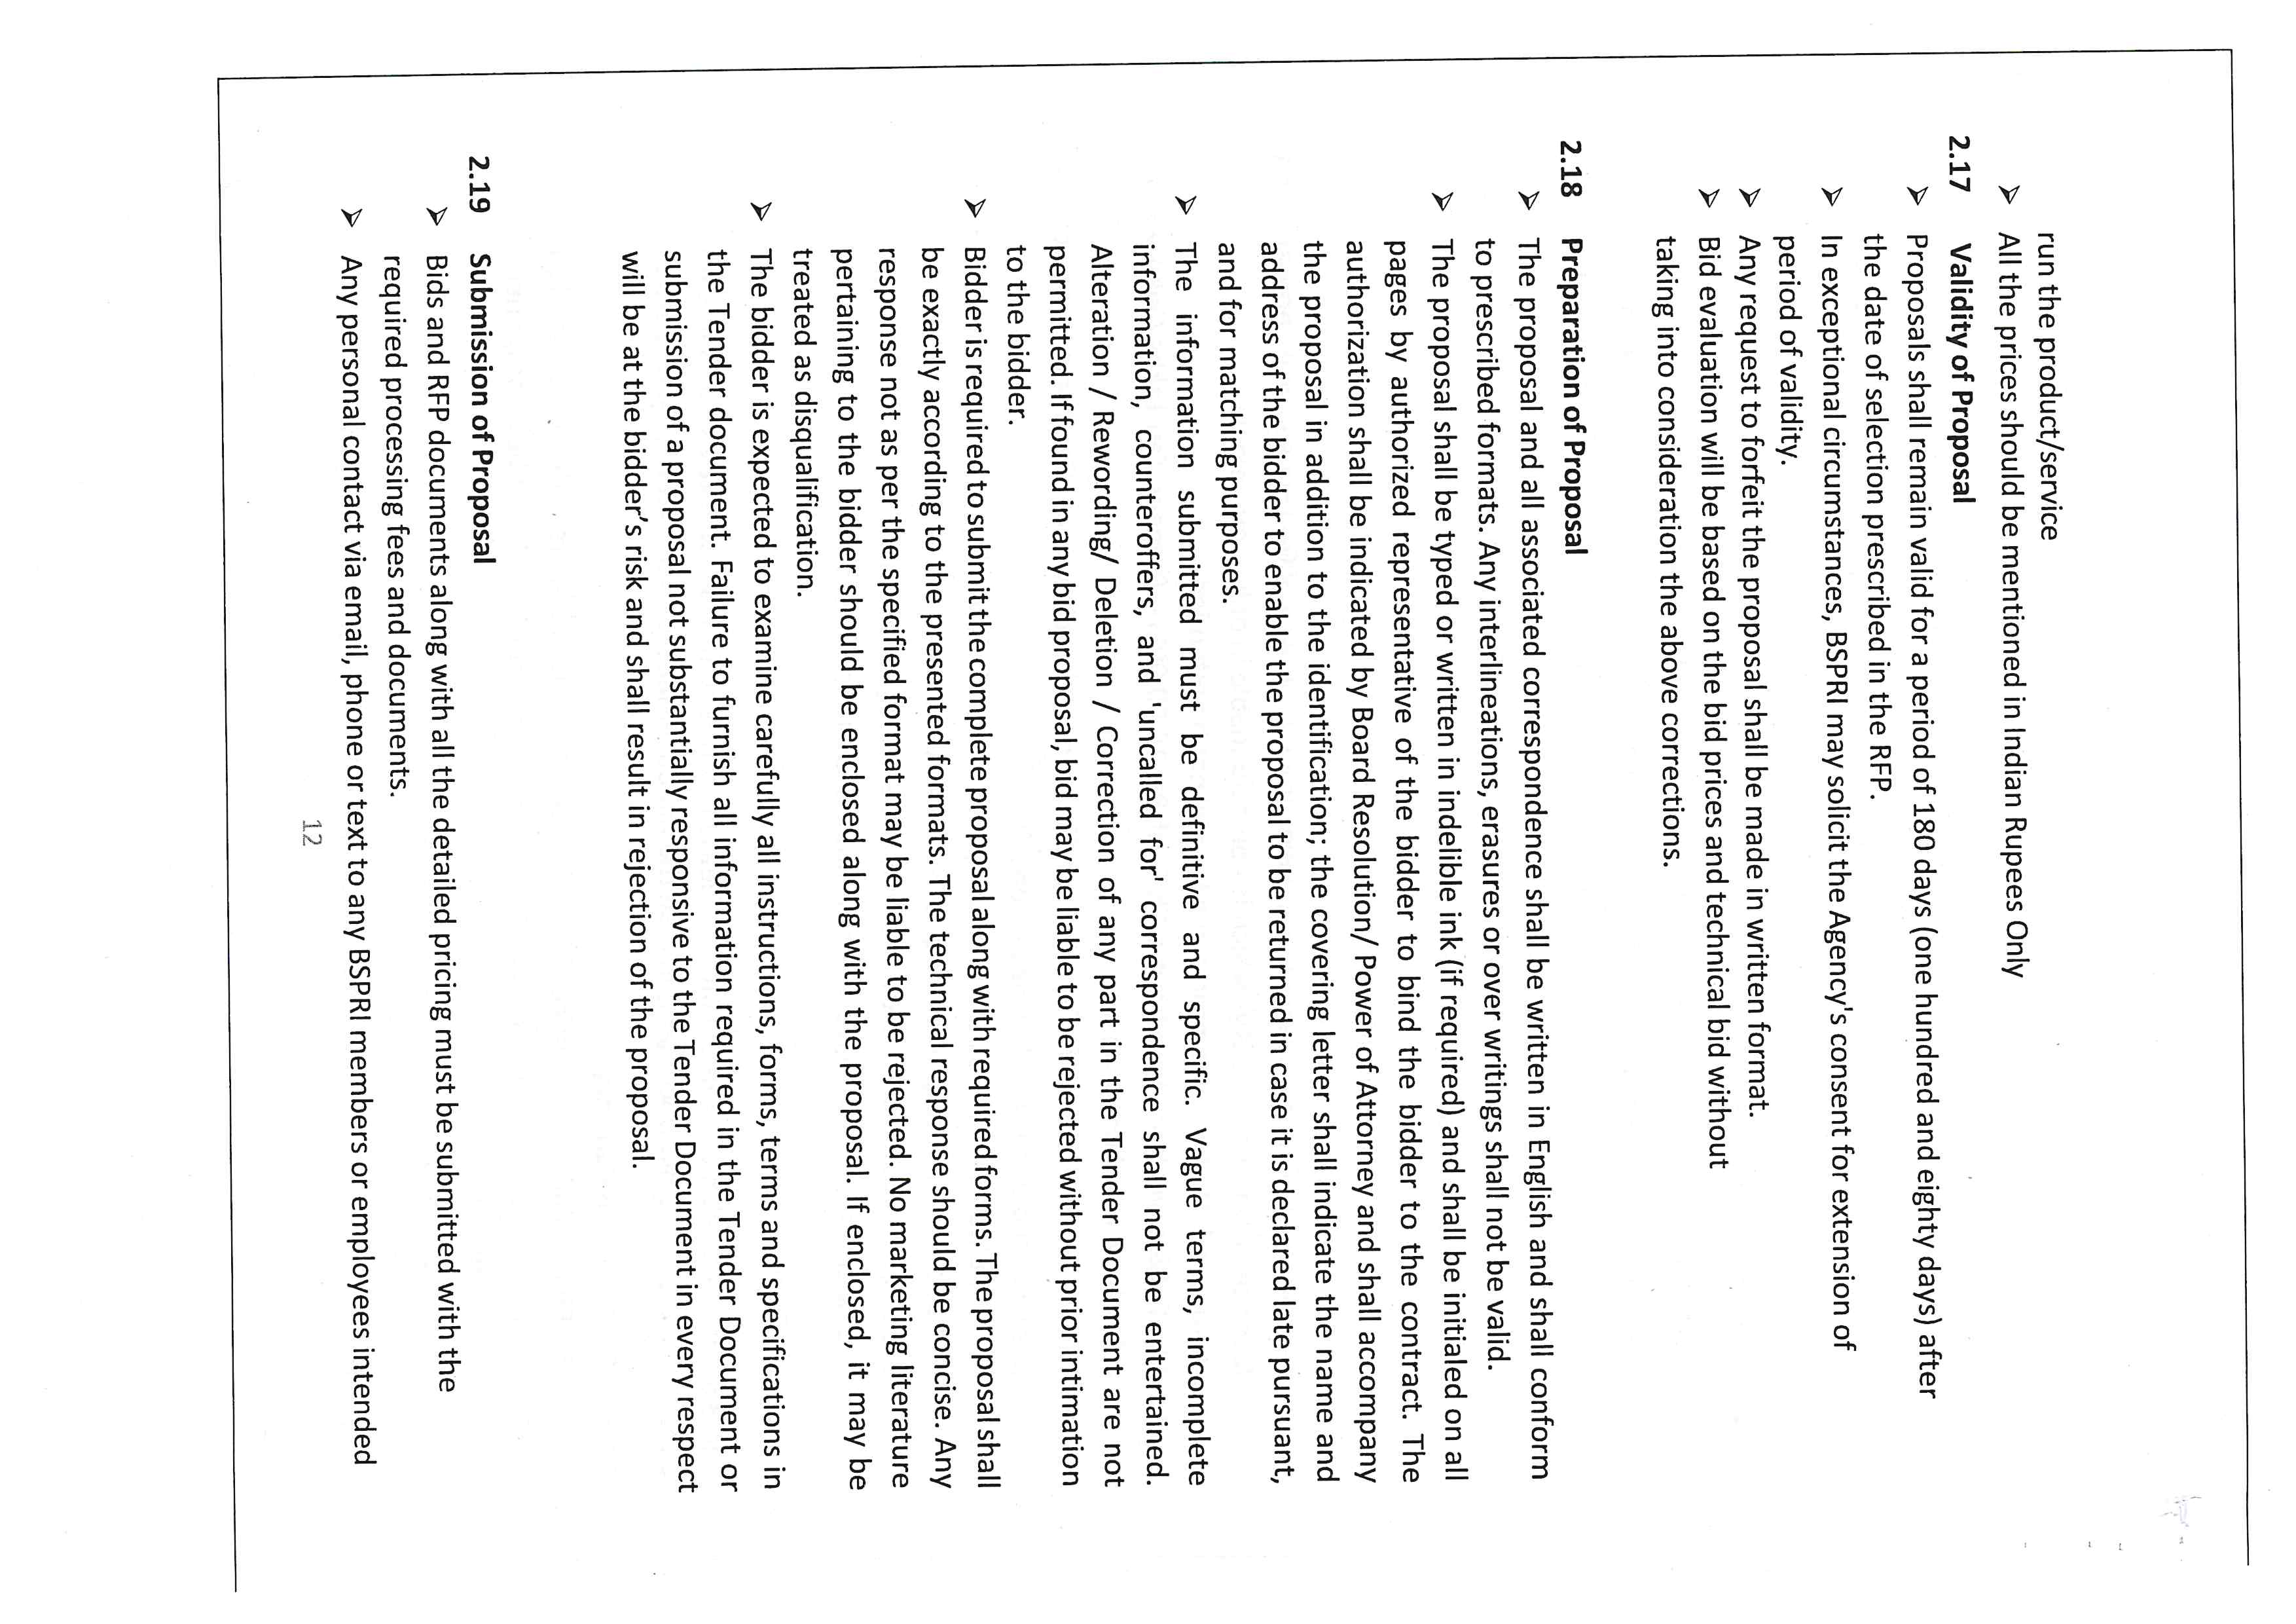 run the product/service
➢ All the prices should be mentioned in Indian Rupees Only
2.17 Validity of Proposal
➢ Proposals shall remain valid for a period of 180 days (one hundred and eighty days) after
the date of selection prescribed in the RFP.
➢ In exceptional circumstances, BSPRI may solicit the Agency's consent for extension of
period of validity.
➢ Any request to forfeit the proposal shall be made in written format.
➢ Bid evaluation will be based on the bid prices and technical bid without
taking into consideration the above corrections.
2.18 Preparation of Proposal
➢ The proposal and all associated correspondence shall be written in English and shall conform
to prescribed formats. Any interlineations, erasures or over writings shall not be valid.
➢ The proposal shall be typed or written in indelible ink (if required) and shall be initialed on all
pages by authorized representative of the bidder to bind the bidder to the contract. The
authorization shall be indicated by Board Resolution/ Power of Attorney and shall accompany
the proposal in addition to the identification; the covering letter shall indicate the name and
address of the bidder to enable the proposal to be returned in case it is declared late pursuant,
and for matching purposes.
➢ The information submitted must be definitive and specific. Vague terms, incomplete
information, counteroffers, and 'uncalled for' correspondence shall not be entertained.
Alteration / Rewording/ Deletion / Correction of any part in the Tender Document are not
permitted. If found in any bid proposal, bid may be liable to be rejected without prior intimation
to the bidder.
➢ Bidder is required to submit the complete proposal along with required forms. The proposal shall
be exactly according to the presented formats. The technical response should be concise. Any
response not as per the specified format may be liable to be rejected. No marketing literature
pertaining to the bidder should be enclosed along with the proposal. If enclosed, it may be
treated as disqualification.
➢ The bidder is expected to examine carefully all instructions, forms, terms and specifications in
the Tender document. Failure to furnish all information required in the Tender Document or
submission of a proposal not substantially responsive to the Tender Document in every respect
will be at the bidder’s risk and shall result in rejection of the proposal.
2.19 Submission of Proposal
➢ Bids and RFP documents along with all the detailed pricing must be submitted with the
required processing fees and documents.
➢ Any personal contact via email, phone or text to any BSPRI members or employees intended
12